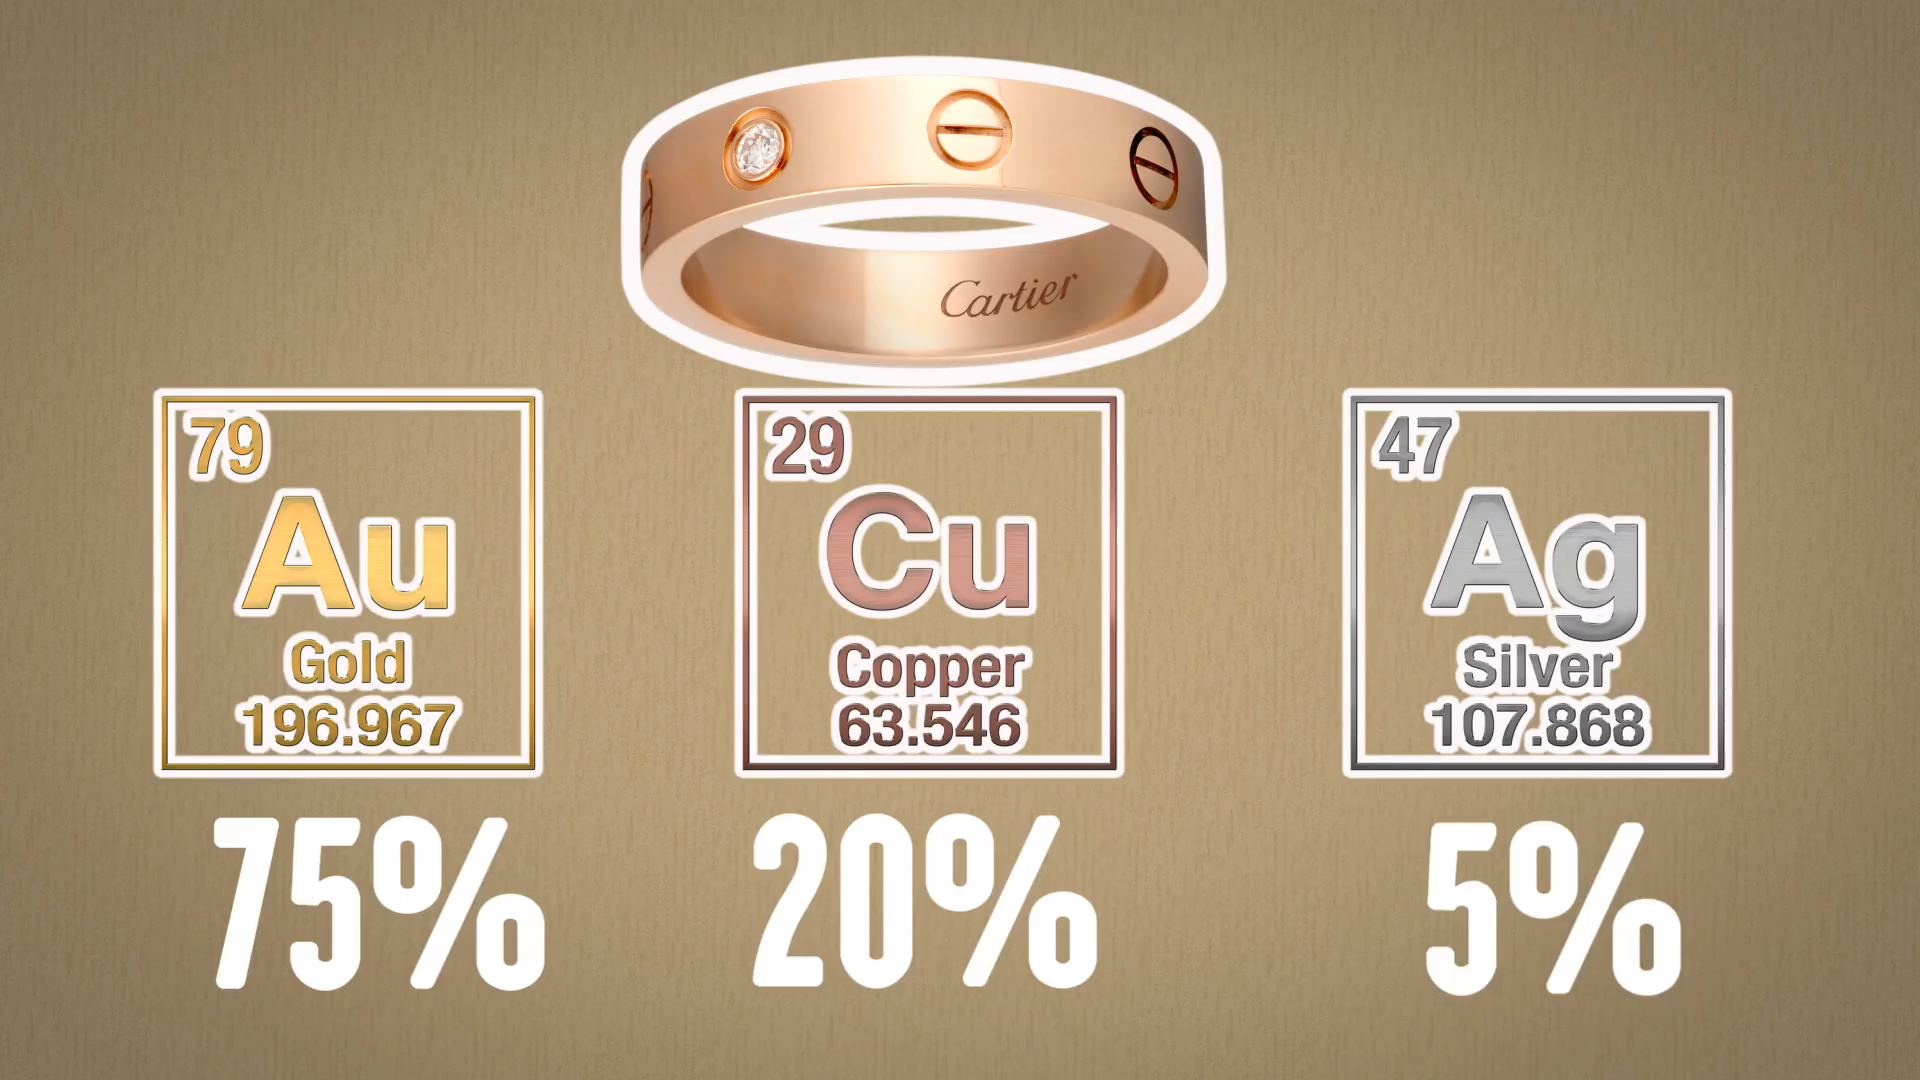 Cartier
79
Au
Gold
196.967
29
Cu
Copper
63.546
47
Ag
Silver
107.868
75%
20%
5%